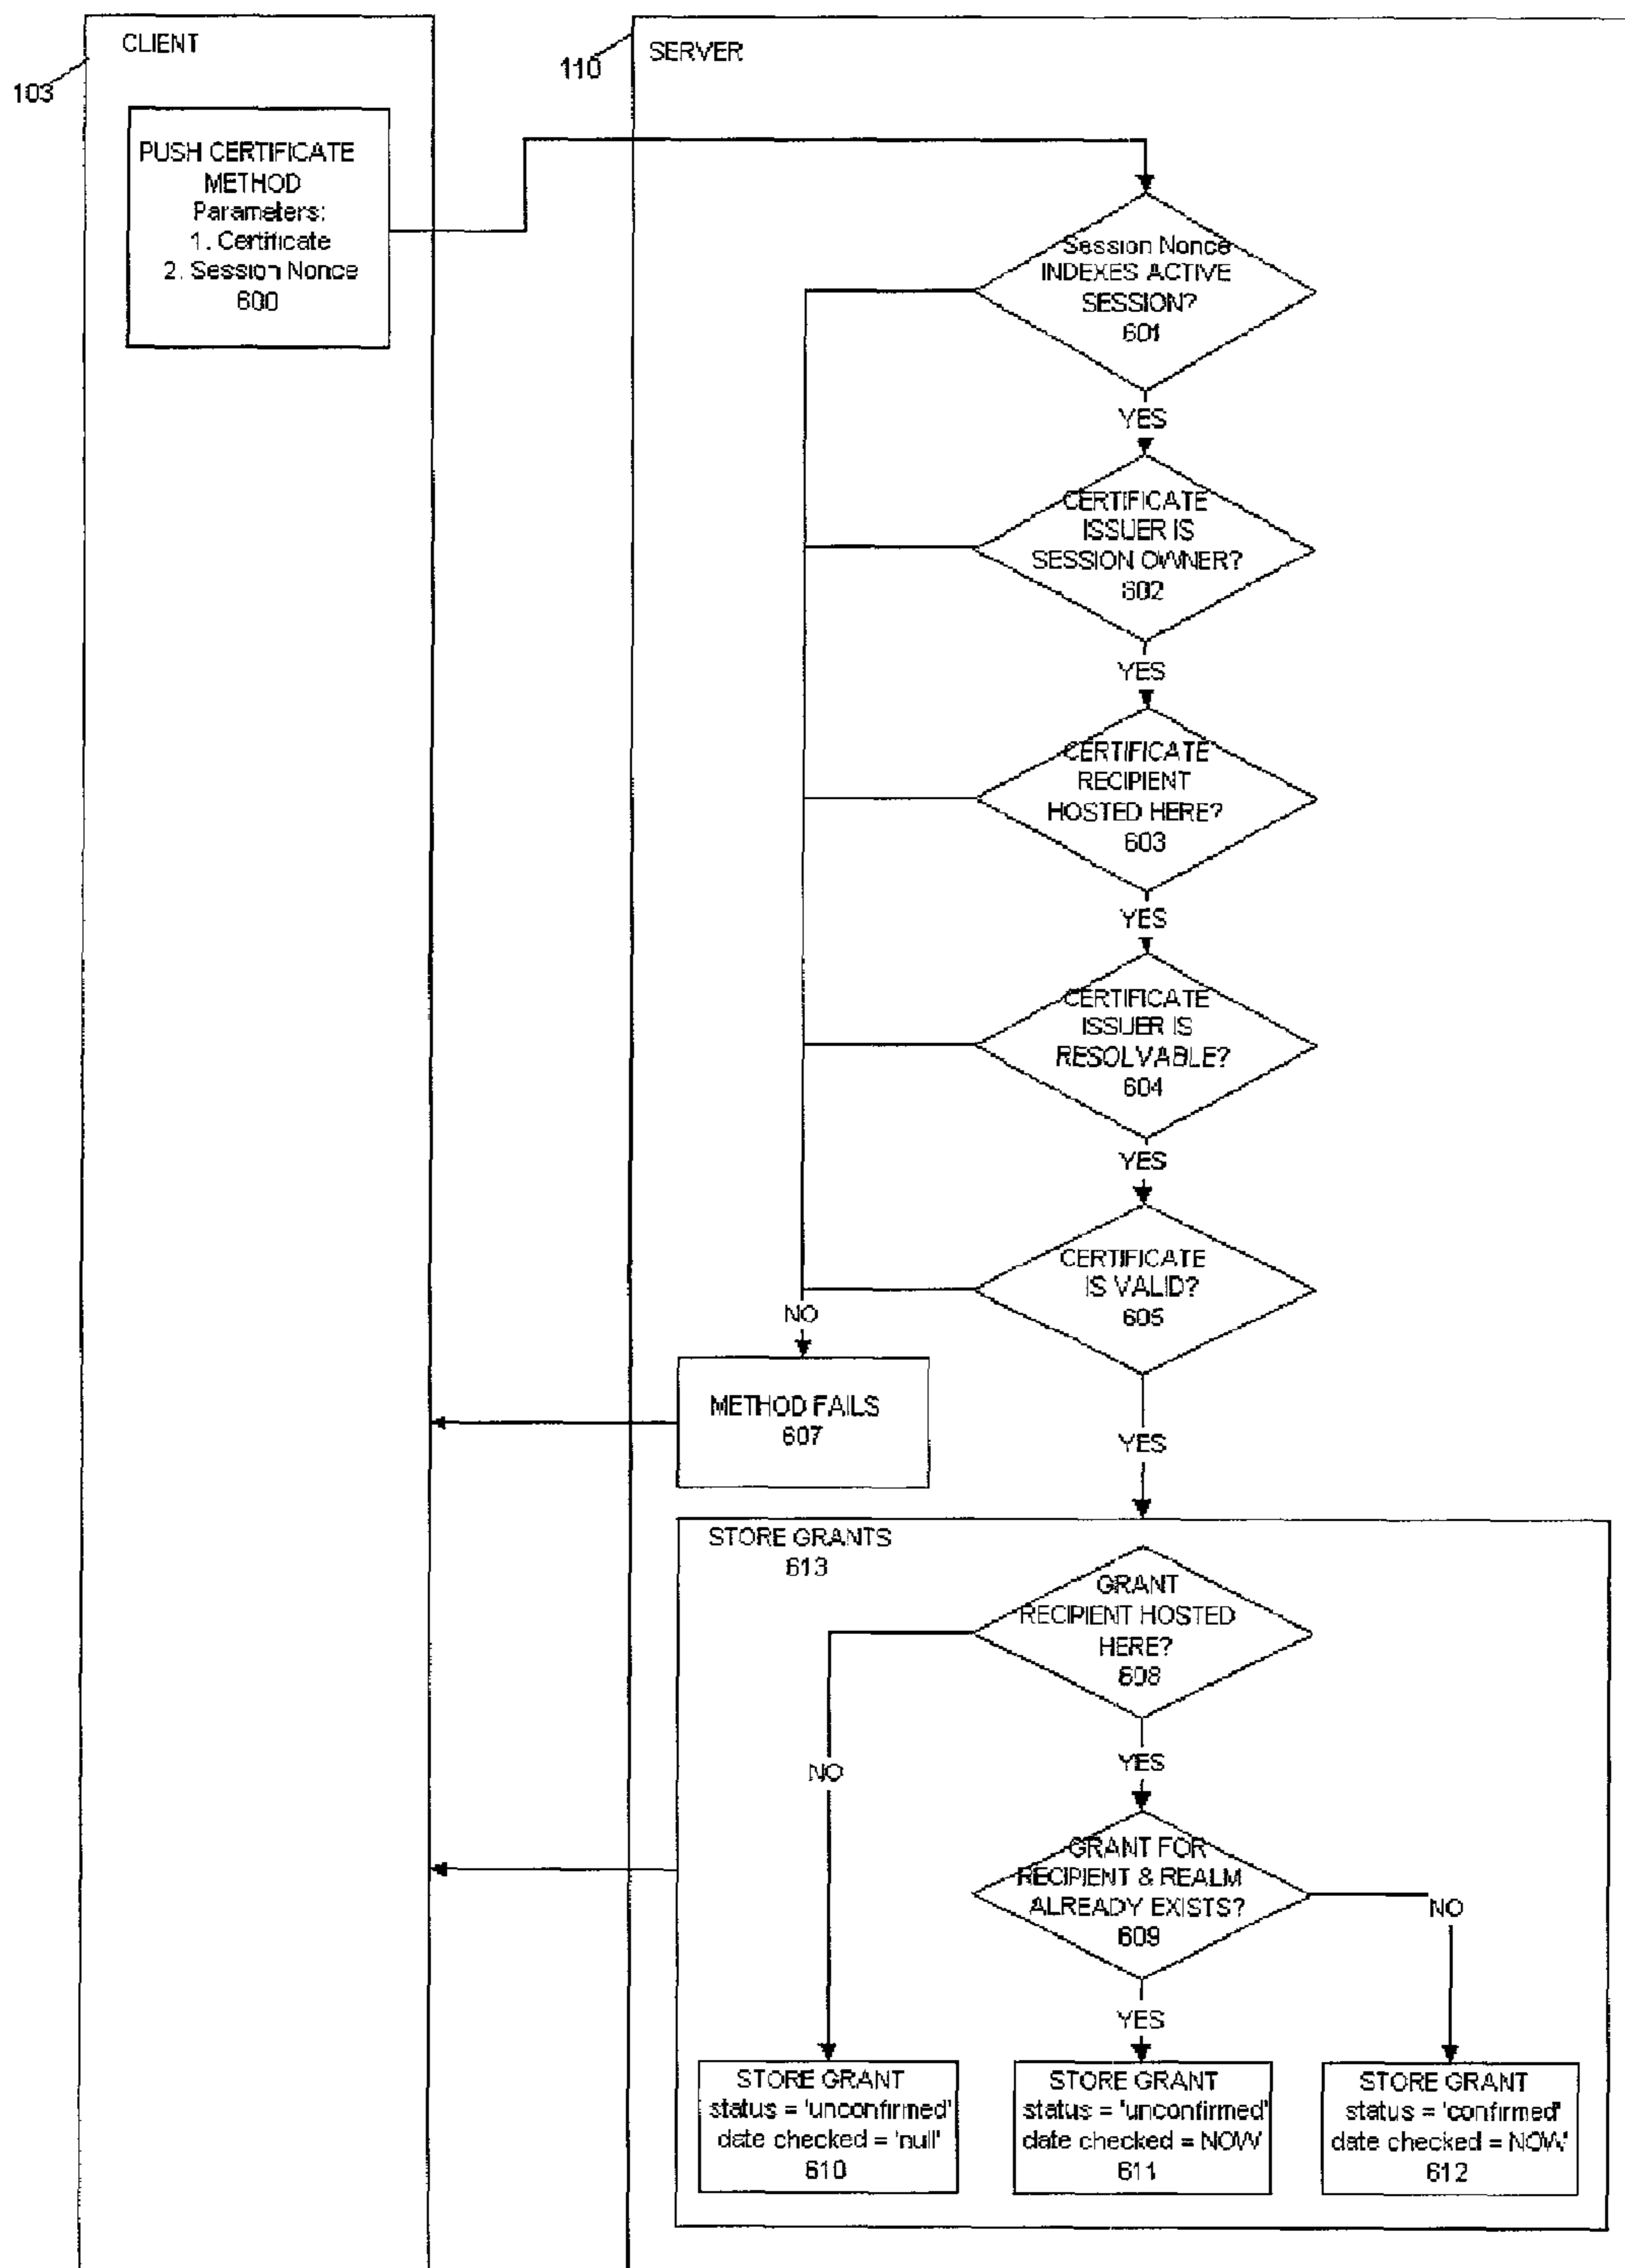 CLIENT
103
PUSH CERTIFICATE
METHOD
Parameters:
1. Certificate
2. Session Nonce
600
110
SERVER
Session Nonce
INDEXES ACTIVE
SESSION?
601
YES
CERTIFICATE
ISSUER IS
SESSION OWNER?
602
YES
CERTIFICATE
RECIPIENT
HOSTED HERE?
603
YES
CERTIFICATE
ISSUER IS
RESOLVABLE?
604
YES
CERTIFICATE
IS VALID?
605
NO
METHOD FAILS
607
YES
STORE GRANTS
613
GRANT
RECIPIENT HOSTED
HERE?
608
NO
YES
GRANT FOR
RECIPIENT & REALM
ALREADY EXISTS?
609
NO
YES
STORE GRANT
status = 'unconfirmed'
date checked = 'null'
610
STORE GRANT
status = 'unconfirmed'
date checked = NOW
611
STORE GRANT
status = 'confirmed'
date checked = NOW'
612